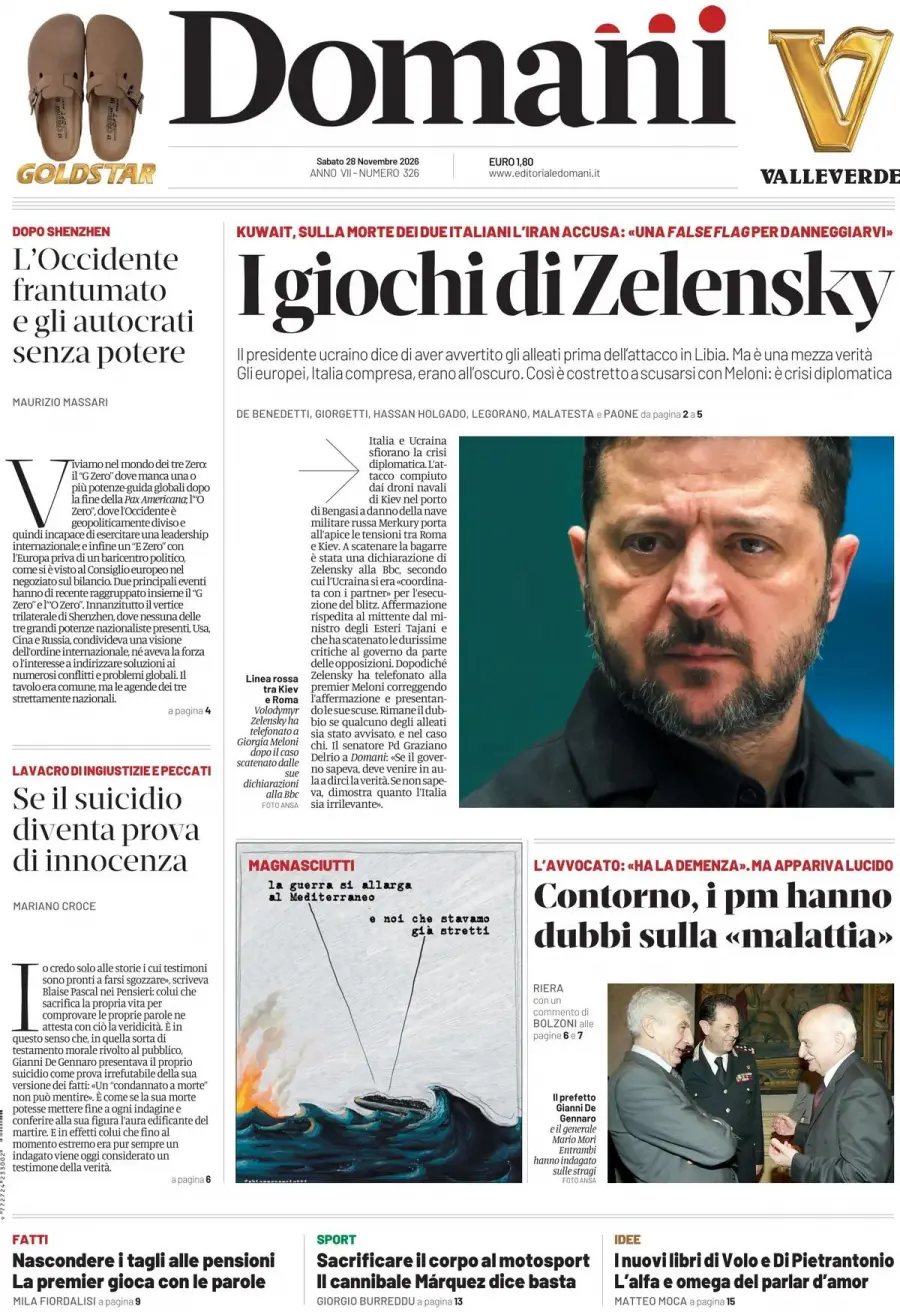 GOLDSTAR
Domani
VALLEVERDE
Sabato 28 Novembre 2026
ANNO VII - NUMERO 326
EURO 1,80
www.editorialedomani.it
DOPO SHENZHEN
L'Occidente
frantumato
e gli autocrati
senza potere
MAURIZIO MASSARI
Viviamo nel mondo dei tre Zero:
il "G Zero" dove manca una o
più potenze-guida globali dopo
la fine della Pax Americana; l'"O
Zero", dove l'Occidente è
geopoliticamente diviso e
quindi incapace di esercitare una leadership
internazionale; e infine un "E Zero" con
l'Europa priva di un baricentro politico,
come si è visto al Consiglio europeo nel
negoziato sul bilancio. Due principali eventi
hanno di recente raggruppato insieme il "G
Zero" e l'"O Zero". Innanzitutto il vertice
trilaterale di Shenzhen, dove nessuna delle
tre grandi potenze nazionaliste presenti, Usa,
Cina e Russia, condivideva una visione
dell'ordine internazionale, né aveva la forza
o l'interesse a indirizzare soluzioni ai
numerosi conflitti e problemi globali. Il
tavolo era comune, ma le agende dei tre
strettamente nazionali.
a pagina 4
LAVACRO DI INGIUSTIZIE E PECCATI
Se il suicidio
diventa prova
di innocenza
MARIANO CROCE
Io credo solo alle storie i cui testimoni
sono pronti a farsi sgozzare», scriveva
Blaise Pascal nei Pensieri: colui che
sacrifica la propria vita per
comprovare le proprie parole ne
attesta con ciò la veridicità. È in
questo senso che, in quella sorta di
testamento morale rivolto al pubblico,
Gianni De Gennaro presentava il proprio
suicidio come prova irrefutabile della sua
versione dei fatti: «Un "condannato a morte"
non può mentire». È come se la sua morte
potesse mettere fine a ogni indagine e
conferire alla sua figura l'aura edificante del
martire. E in effetti colui che fino al
momento estremo era pur sempre un
indagato viene oggi considerato un
testimone della verità.
a pagina 6
KUWAIT, SULLA MORTE DEI DUE ITALIANI L'IRAN ACCUSA: «UNA FALSE FLAG PER DANNEGGIARVI»
I giochi di Zelensky
Il presidente ucraino dice di aver avvertito gli alleati prima dell'attacco in Libia. Ma è una mezza verità
Gli europei, Italia compresa, erano all'oscuro. Così è costretto a scusarsi con Meloni: è crisi diplomatica
DE BENEDETTI, GIORGETTI, HASSAN HOLGADO, LEGORANO, MALATESTA e PAONE da pagina 2 a 5
Italia e Ucraina
sfiorano la crisi
diplomatica. L'at-
tacco compiuto
dai droni navali
di Kiev nel porto
di Bengasi a danno della nave
militare russa Merkury porta
all'apice le tensioni tra Roma
e Kiev. A scatenare la bagarre
è stata una dichiarazione di
Zelensky alla Bbc, secondo
cui l'Ucraina si era «coordina-
ta con i partner» per l'esecu-
zione del blitz. Affermazione
rispedita al mittente dal mi-
nistro degli Esteri Tajani e
che ha scatenato le durissime
critiche al governo da parte
delle opposizioni. Dopodiché
Zelensky ha telefonato alla
premier Meloni correggendo
l'affermazione e presentan-
do le sue scuse. Rimane il dub-
bio se qualcuno degli alleati
sia stato avvisato, e nel caso
chi. Il senatore Pd Graziano
Delrio a Domani: «Se il gover-
no sapeva, deve venire in au-
la a dirci la verità. Se non sape-
va, dimostra quanto l'Italia
sia irrilevante».
Linea rossa
tra Kiev
e Roma
Volodymyr
Zelensky ha
telefonato a
Giorgia Meloni
dopo il caso
scatenato dalle
sue
dichiarazioni
alla Bbc
FOTO ANSA
MAGNASCIUTTI
la guerra si allarga
al Mediterraneo
e noi che stavamo
già stretti
L'AVVOCATO: «HA LA DEMENZA». MA APPARIVA LUCIDO
Contorno, i pm hanno
dubbi sulla «malattia»
RIERA
con un
commento di
BOLZONI alle
pagine 6 e 7
Il prefetto
Gianni De
Gennaro
e il generale
Mario Mori
Entrambi
hanno indagato
sulle stragi
FOTO ANSA
FATTI
Nascondere i tagli alle pensioni
La premier gioca con le parole
MILA FIORDALISI a pagina 9
SPORT
Sacrificare il corpo al motosport
Il cannibale Márquez dice basta
GIORGIO BURREDDU a pagina 13
IDEE
I nuovi libri di Volo e Di Pietrantonio
L'alfa e omega del parlar d'amor
MATTEO MOCA a pagina 15